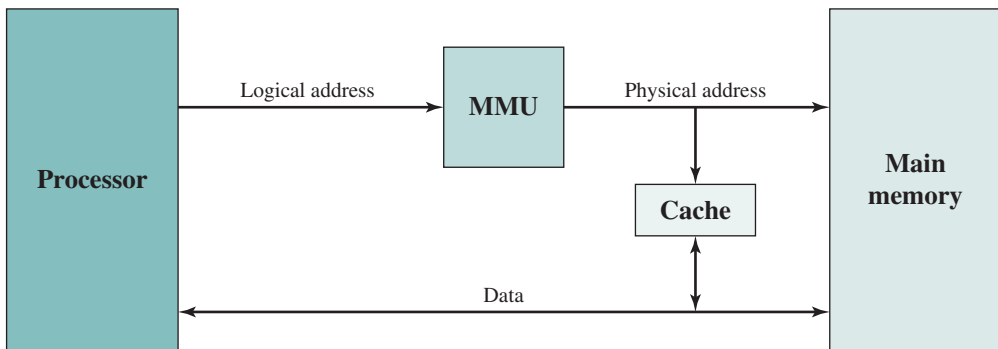 Logical address
MMU
Physical address
Processor
Main
memory
Cache
Data